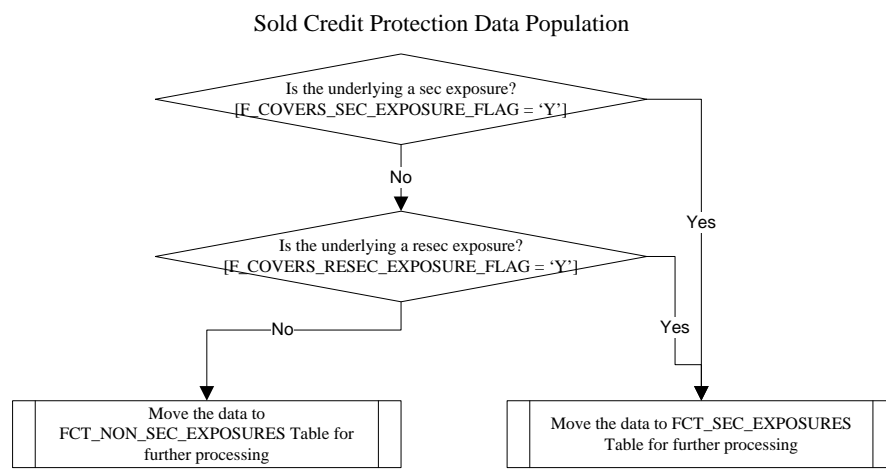 Sold Credit Protection Data Population
Is the underlying a sec exposure?
[F_COVERS_SEC_EXPOSURE_FLAG = ‘Y’]
No
Yes
Is the underlying a resec exposure?
[F_COVERS_RESEC_EXPOSURE_FLAG = ‘Y’]
No
Yes
Move the data to
FCT_NON_SEC_EXPOSURES Table for
further processing
Move the data to FCT_SEC_EXPOSURES
Table for further processing